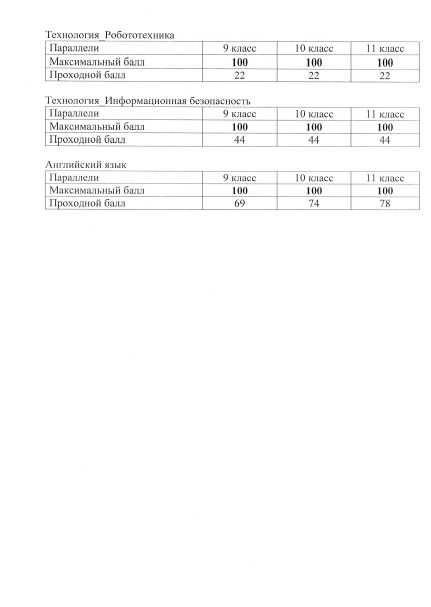 Технология_Робототехника
Параллели 9 класс 10 класс 11 класс
Максимальный балл 100 100 100
Проходной балл 22 22 22
Технология_Информационная безопасность
Параллели 9 класс 10 класс 11 класс
Максимальный балл 100 100 100
Проходной балл 44 44 44
Английский язык
Параллели 9 класс 10 класс 11 класс
Максимальный балл 100 100 100
Проходной балл 69 74 78